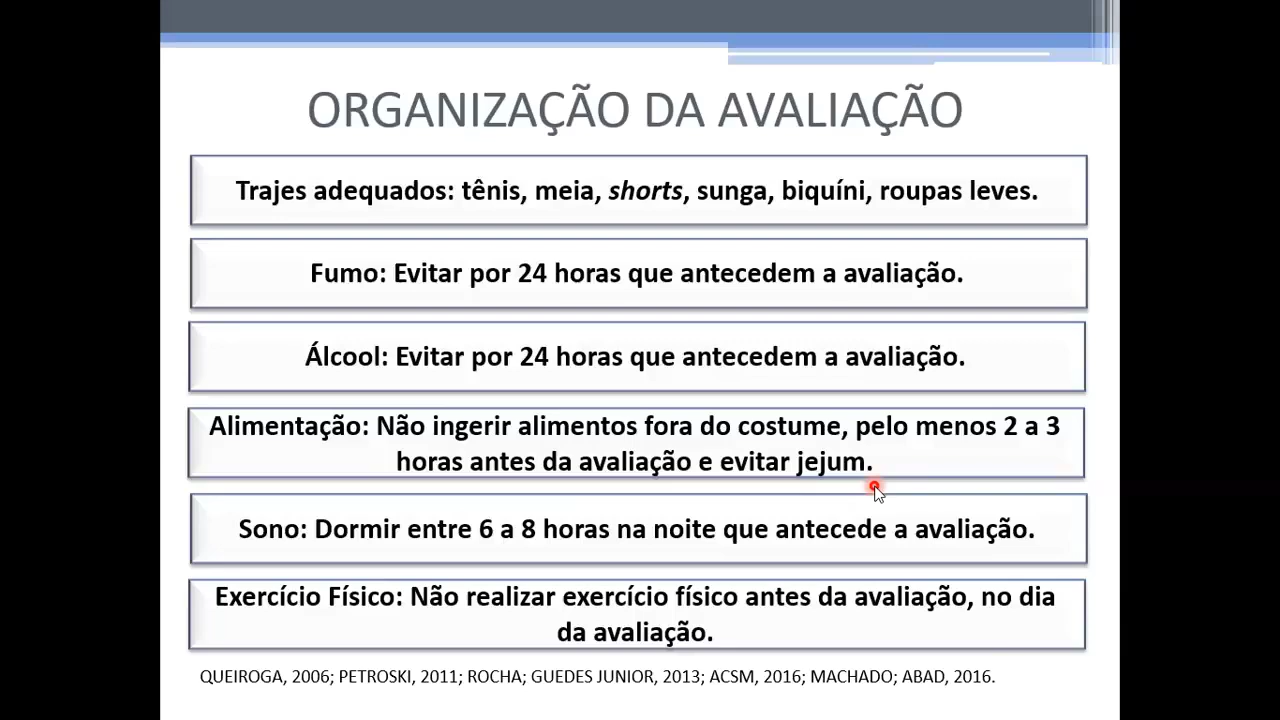 ORGANIZAÇÃO DA AVALIAÇÃO
Trajes adequados: tênis, meia, shorts, sunga, biquíni, roupas leves.
Fumo: Evitar por 24 horas que antecedem a avaliação.
Álcool: Evitar por 24 horas que antecedem a avaliação.
Alimentação: Não ingerir alimentos fora do costume, pelo menos 2 a 3
horas antes da avaliação e evitar jejum.
Sono: Dormir entre 6 a 8 horas na noite que antecede a avaliação.
Exercício Físico: Não realizar exercício físico antes da avaliação, no dia
da avaliação.
QUEIROGA, 2006; PETROSKI, 2011; ROCHA; GUEDES JUNIOR, 2013; ACSM, 2016; MACHADO; ABAD, 2016.